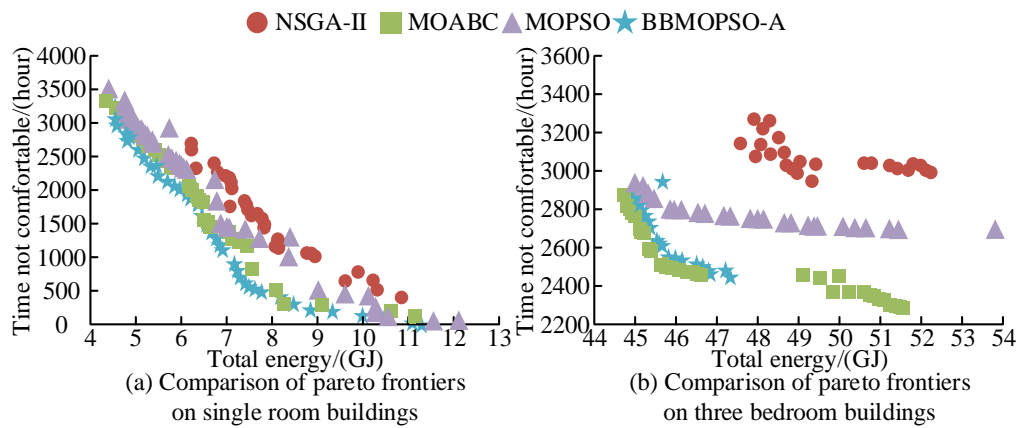 NSGA-II MOABC MOPSO BBMOPSO-A
Time not comfortable/(hour)
4000
3500
3000
2500
2000
1500
1000
500
0
4 5 6 7 8 9 10 11 12 13
Total energy/(GJ)
(a) Comparison of pareto frontiers
on single room buildings
Time not comfortable/(hour)
3600
3400
3200
3000
2800
2600
2400
2200
44 45 46 47 48 49 50 51 52 53 54
Total energy/(GJ)
(b) Comparison of pareto frontiers
on three bedroom buildings